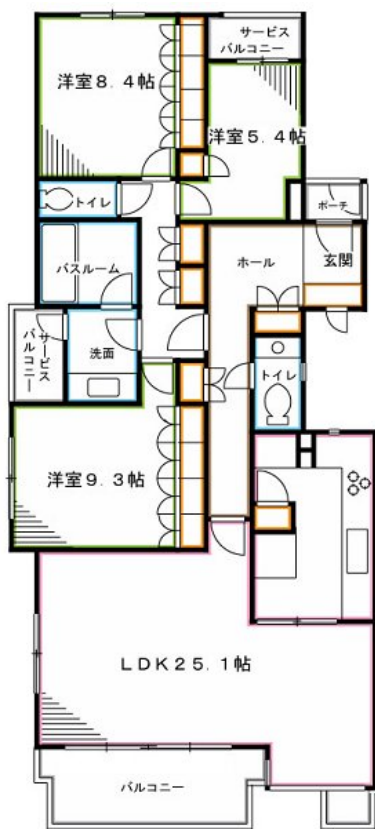 サービス
バルコニー
洋室8.4帖
洋室5.4帖
トイレ
ポーチ
バスルーム
ホール
玄関
サービス
バルコニー
洗面
トイレ
洋室9.3帖
LDK25.1帖
バルコニー